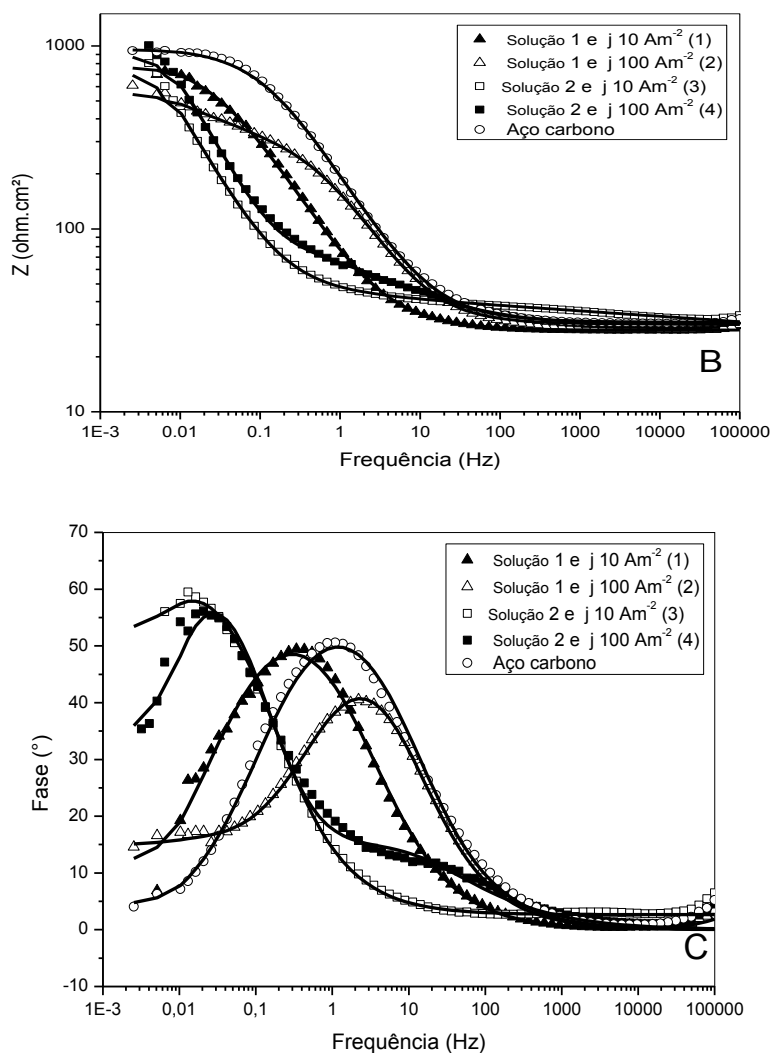 1000
100
10
Z (ohm.cm²)
Solução 1 e j 10 Am⁻² (1)
Solução 1 e j 100 Am⁻² (2)
Solução 2 e j 10 Am⁻² (3)
Solução 2 e j 100 Am⁻² (4)
Aço carbono
B
1E-3 0.01 0.1 1 10 100 1000 10000 100000
Frequência (Hz)
70
60
50
40
30
20
10
0
-10
Fase (°)
Solução 1 e j 10 Am⁻² (1)
Solução 1 e j 100 Am⁻² (2)
Solução 2 e j 10 Am⁻² (3)
Solução 2 e j 100 Am⁻² (4)
Aço carbono
C
1E-3 0,01 0,1 1 10 100 1000 10000 100000
Frequência (Hz)